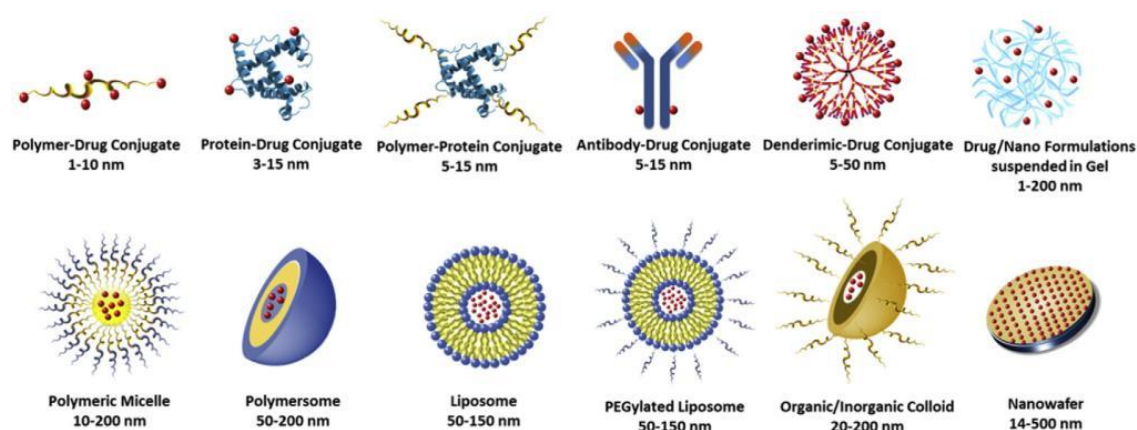 Polymer-Drug Conjugate
1-10 nm
Protein-Drug Conjugate
3-15 nm
Polymer-Protein Conjugate
5-15 nm
Antibody-Drug Conjugate
5-15 nm
Denderimic-Drug Conjugate
5-50 nm
Drug/Nano Formulations
suspended in Gel
1-200 nm
Polymeric Micelle
10-200 nm
Polymersome
50-200 nm
Liposome
50-150 nm
PEGylated Liposome
50-150 nm
Organic/Inorganic Colloid
20-200 nm
Nanowafer
14-500 nm